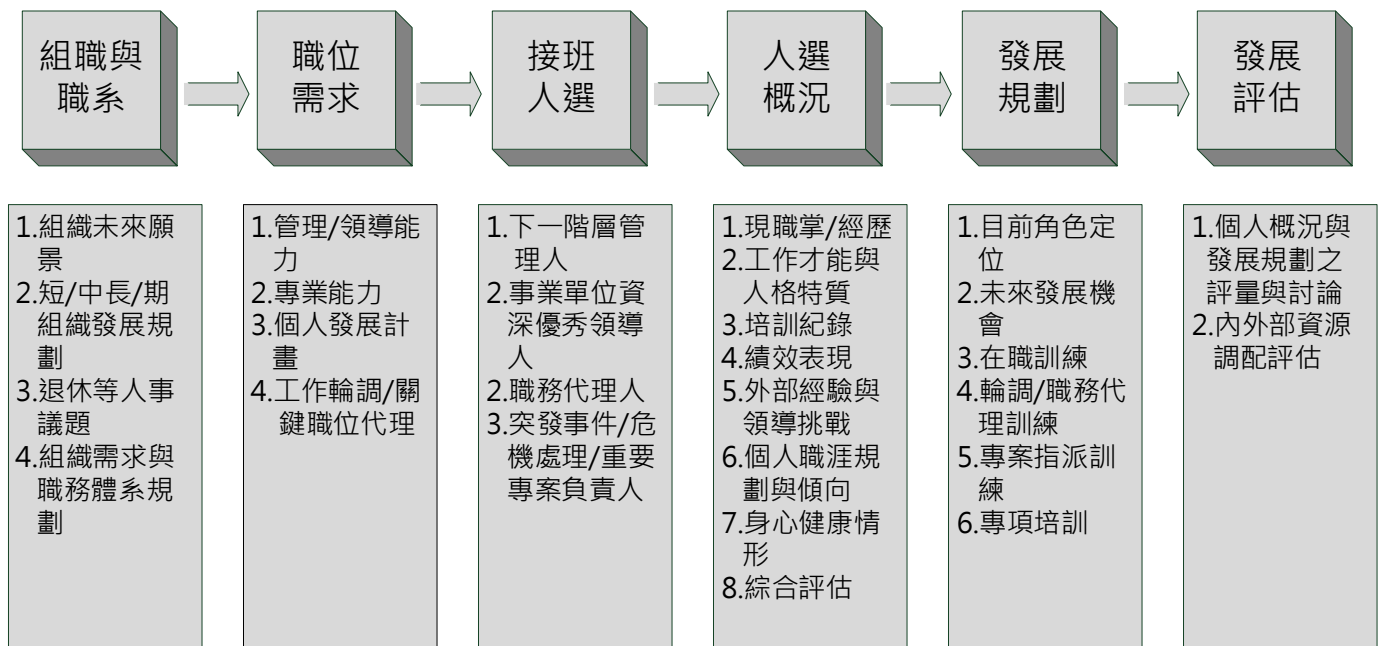 組職與
職系
職位
需求
接班
人選
人選
概況
發展
規劃
發展
評估
1.組織未來願
景
2.短/中長/期
組織發展規
劃
3.退休等人事
議題
4.組織需求與
職務體系規
劃
1.管理/領導能
力
2.專業能力
3.個人發展計
畫
4.工作輪調/關
鍵職位代理
1.下一階層管
理人
2.事業單位資
深優秀領導
人
2.職務代理人
3.突發事件/危
機處理/重要
專案負責人
1.現職掌/經歷
2.工作才能與
人格特質
3.培訓紀錄
4.績效表現
5.外部經驗與
領導挑戰
6.個人職涯規
劃與傾向
7.身心健康情
形
8.綜合評估
1.目前角色定
位
2.未來發展機
會
3.在職訓練
4.輪調/職務代
理訓練
5.專案指派訓
練
6.專項培訓
1.個人概況與
發展規劃之
評量與討論
2.內外部資源
調配評估